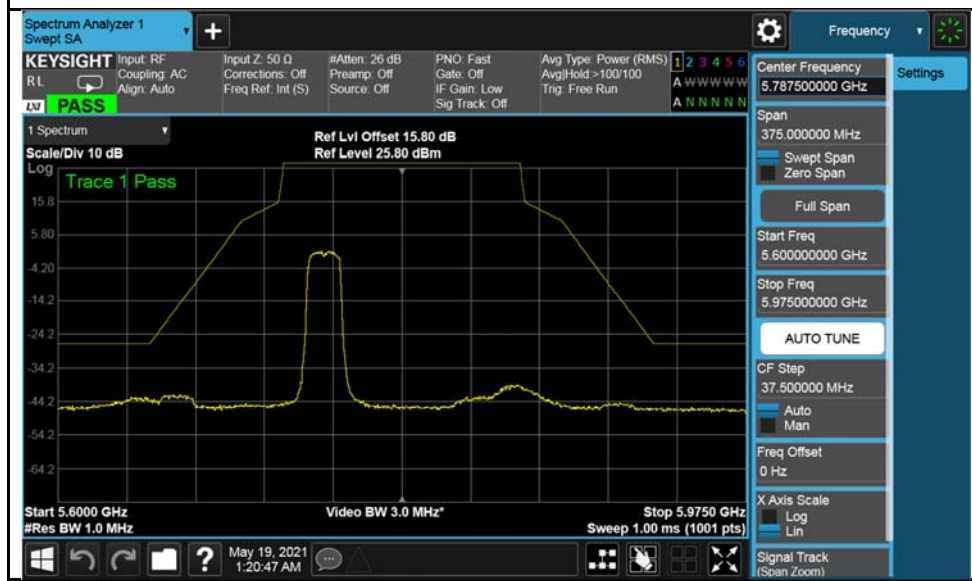 Spectrum Analyzer 1
Swept SA
+
Frequency
KEYSIGHT
R L
LXI PASS
Input: RF
Coupling: AC
Align: Auto
Input Z: 50 Ω
Corrections: Off
Freq Ref: Int (S)
#Atten: 26 dB
Preamp: Off
Source: Off
PNO: Fast
Gate: Off
IF Gain: Low
Sig Track: Off
Avg Type: Power (RMS)
Avg|Hold:>100/100
Trig: Free Run
1 2 3 4 5 6
A W W W W W
A N N N N N
1 Spectrum
Scale/Div 10 dB
Ref Lvl Offset 15.80 dB
Ref Level 25.80 dBm
Log
Trace 1 Pass
15.8
5.80
-4.20
-14.2
-24.2
-34.2
-44.2
-54.2
-64.2
Start 5.6000 GHz
#Res BW 1.0 MHz
Video BW 3.0 MHz*
Stop 5.9750 GHz
Sweep 1.00 ms (1001 pts)
?
May 19, 2021
1:20:47 AM
Center Frequency
5.787500000 GHz
Settings
Span
375.000000 MHz
Swept Span
Zero Span
Full Span
Start Freq
5.600000000 GHz
Stop Freq
5.975000000 GHz
AUTO TUNE
CF Step
37.500000 MHz
Auto
Man
Freq Offset
0 Hz
X Axis Scale
Log
Lin
Signal Track
(Span Zoom)